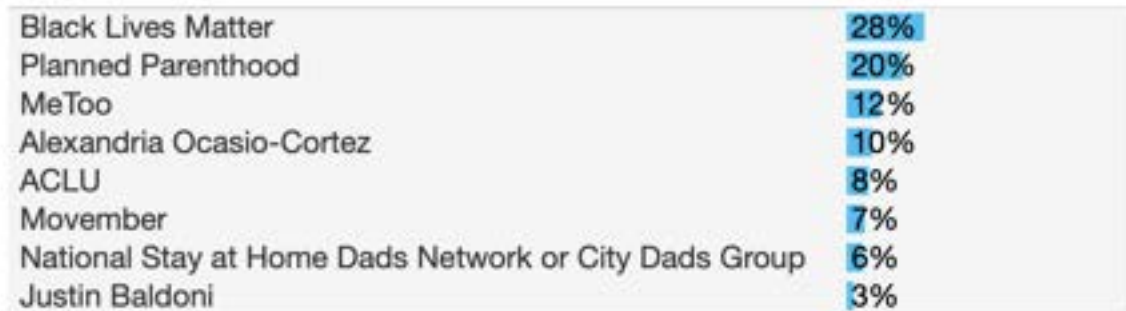 Black Lives Matter 28%
Planned Parenthood 20%
MeToo 12%
Alexandria Ocasio-Cortez 10%
ACLU 8%
Movember 7%
National Stay at Home Dads Network or City Dads Group 6%
Justin Baldoni 3%